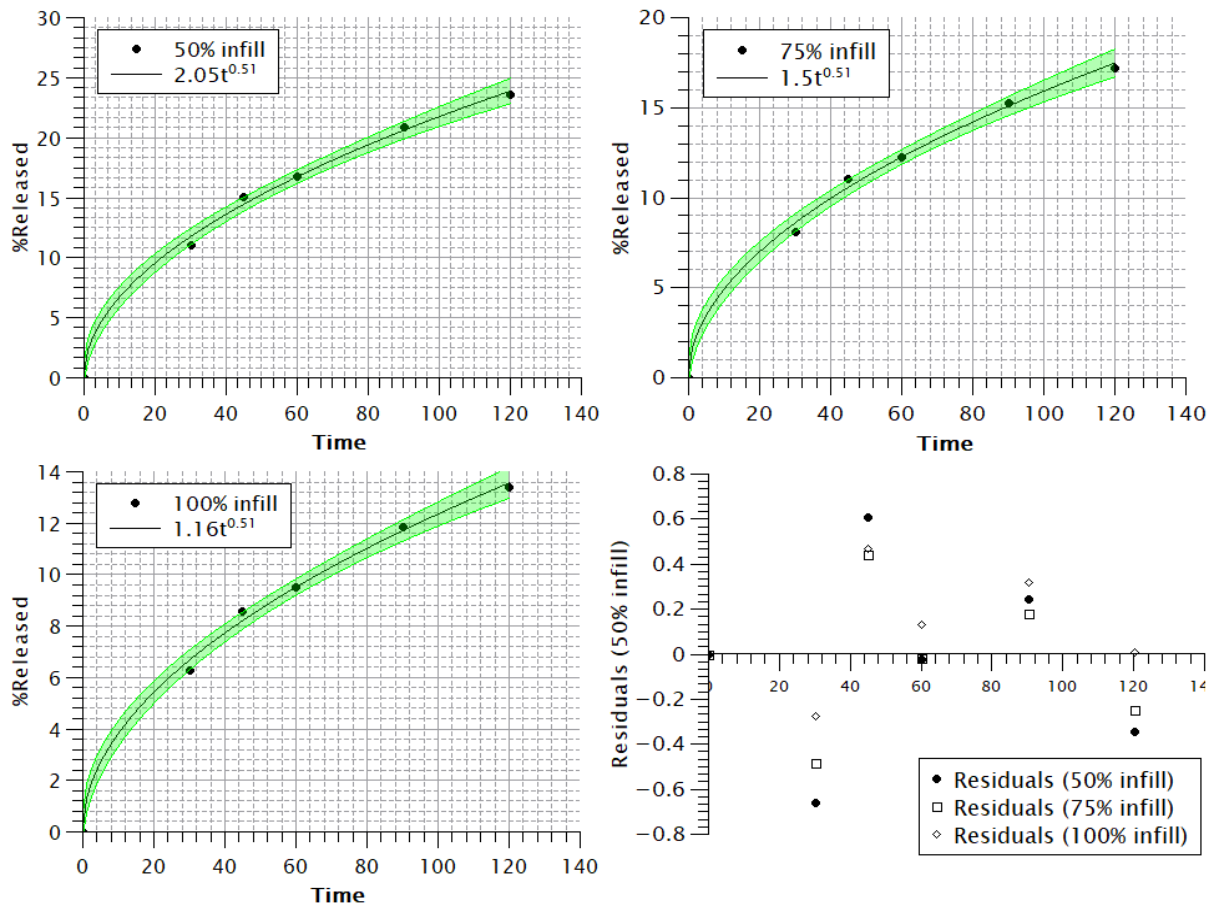 30
25
20
15
10
5
0
%Released
50% infill
2.05t^0.51
0 20 40 60 80 100 120 140
Time
20
15
10
5
0
%Released
75% infill
1.5t^0.51
0 20 40 60 80 100 120 140
Time
14
12
10
8
6
4
2
0
%Released
100% infill
1.16t^0.51
0 20 40 60 80 100 120 140
Time
0.8
0.6
0.4
0.2
0
−0.2
−0.4
−0.6
−0.8
Residuals (50% infill)
20 40 60 80 100 120
Residuals (50% infill)
Residuals (75% infill)
Residuals (100% infill)